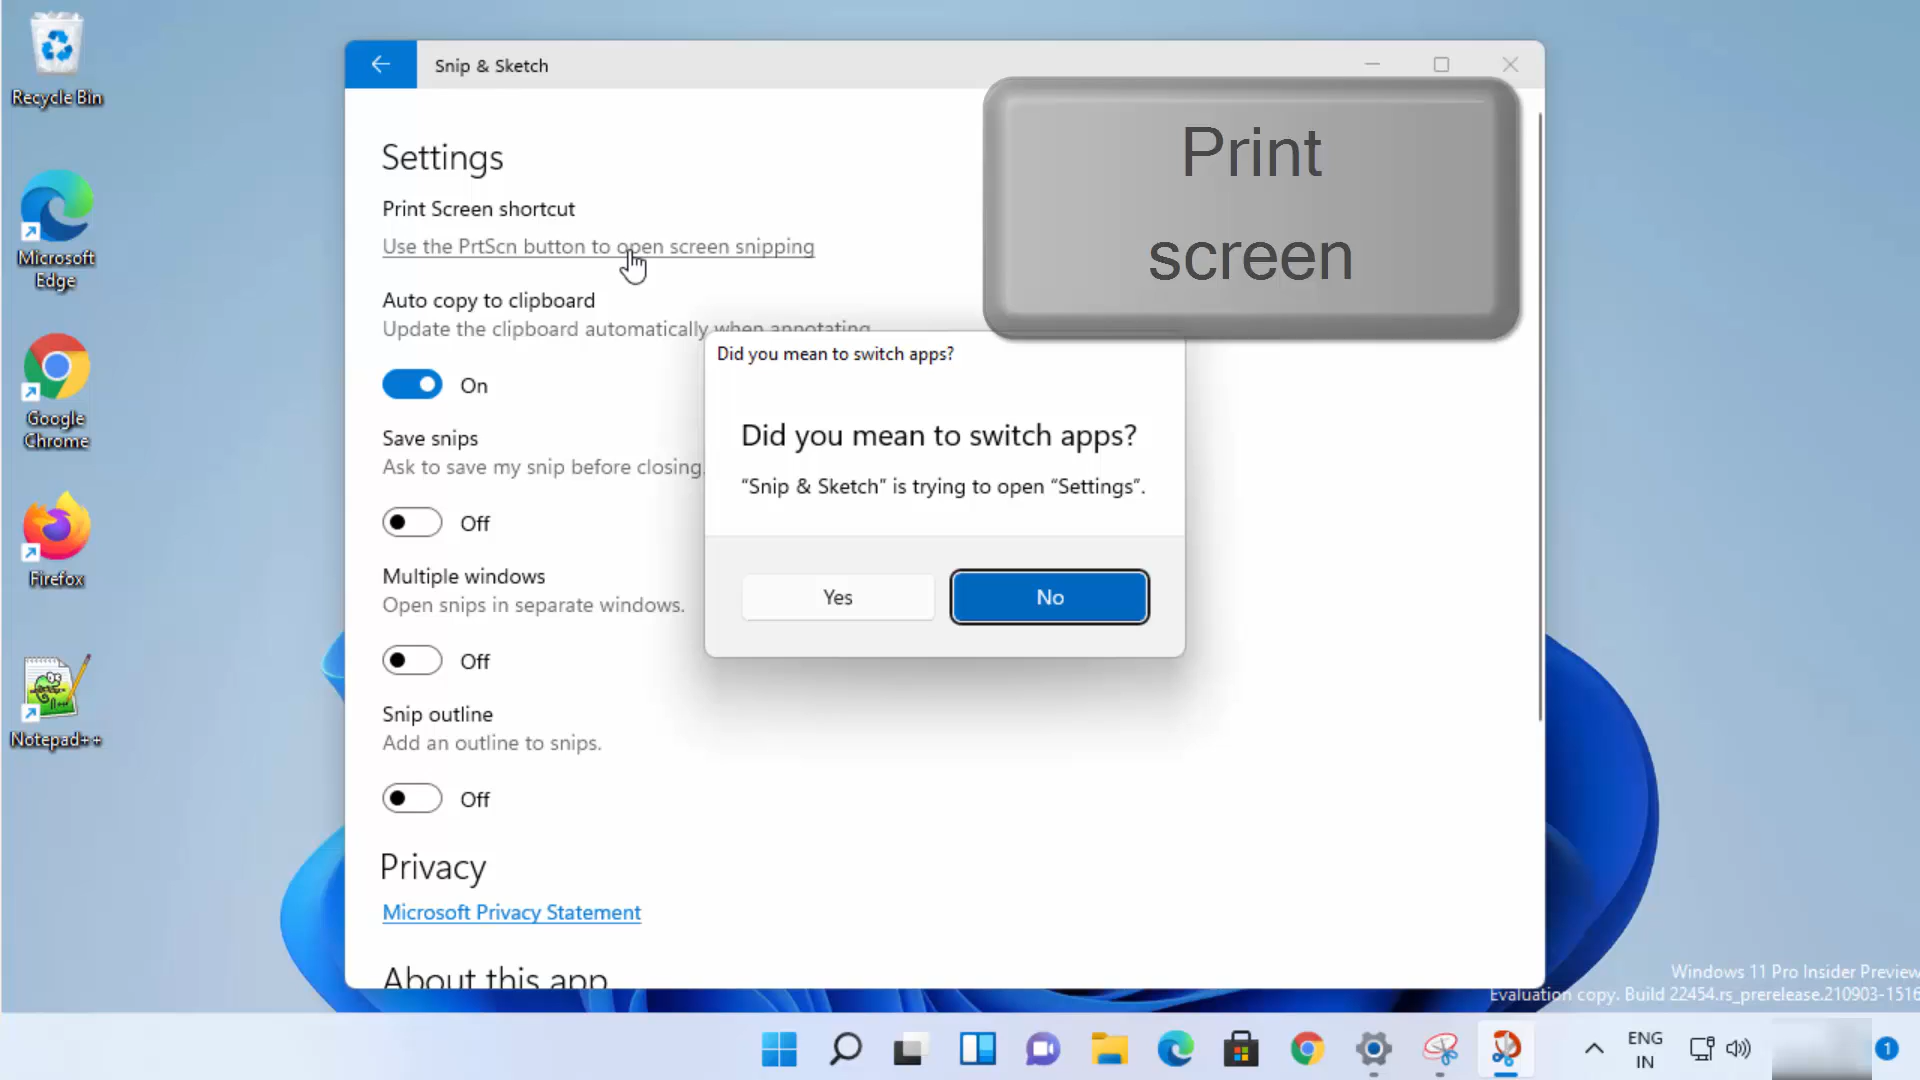 Recycle Bin
Microsoft
Edge
Google
Chrome
Firefox
Notepad++
Snip & Sketch
Print
screen
Settings
Print Screen shortcut
Use the PrtScn button to open screen snipping
Auto copy to clipboard
Update the clipboard automatically when annotating
On
Save snips
Ask to save my snip before closing.
Off
Multiple windows
Open snips in separate windows.
Off
Snip outline
Add an outline to snips.
Off
Privacy
Microsoft Privacy Statement
About this app
Did you mean to switch apps?
Did you mean to switch apps?
“Snip & Sketch” is trying to open “Settings”.
Yes
No
Windows 11 Pro Insider Preview
Evaluation copy. Build 22454.rs_prerelease.210903-1516
ENG
IN
1